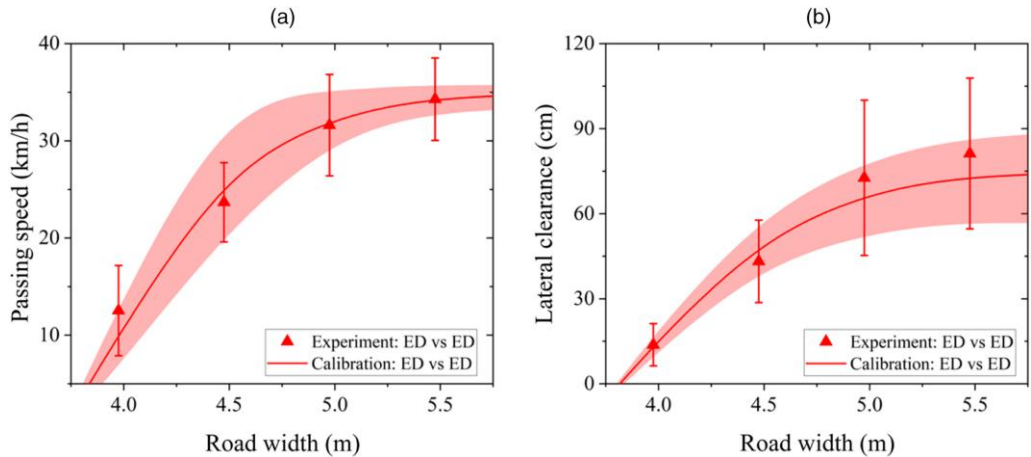 (a)
40
30
20
10
Passing speed (km/h)
4.0 4.5 5.0 5.5
Road width (m)
Experiment: ED vs ED
Calibration: ED vs ED
(b)
120
90
60
30
0
Lateral clearance (cm)
4.0 4.5 5.0 5.5
Road width (m)
Experiment: ED vs ED
Calibration: ED vs ED